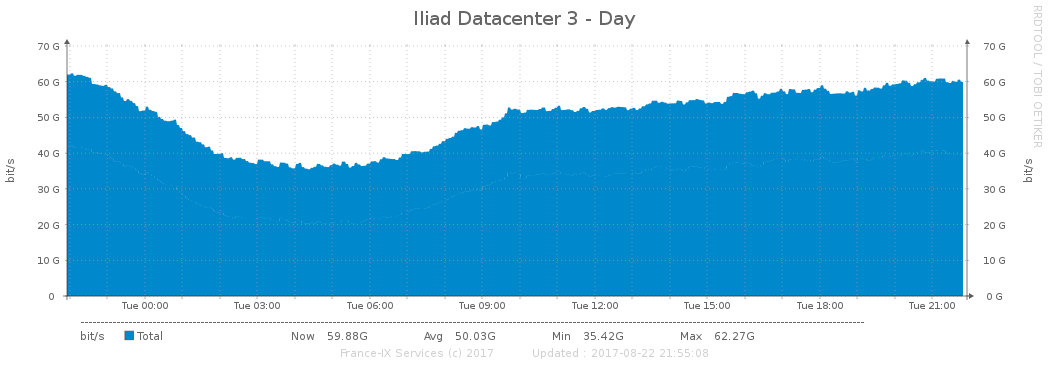 Iliad Datacenter 3 - Day
RRDTOOL / TOBI OETIKER
bit/s
70 G 70 G
60 G 60 G
50 G 50 G
40 G 40 G
30 G 30 G
20 G 20 G
10 G 10 G
0 0 G
bit/s
Tue 00:00 Tue 03:00 Tue 06:00 Tue 09:00 Tue 12:00 Tue 15:00 Tue 18:00 Tue 21:00
bit/s Total Now 59.88G Avg 50.03G Min 35.42G Max 62.27G
France-IX Services (c) 2017 Updated : 2017-08-22 21:55:08